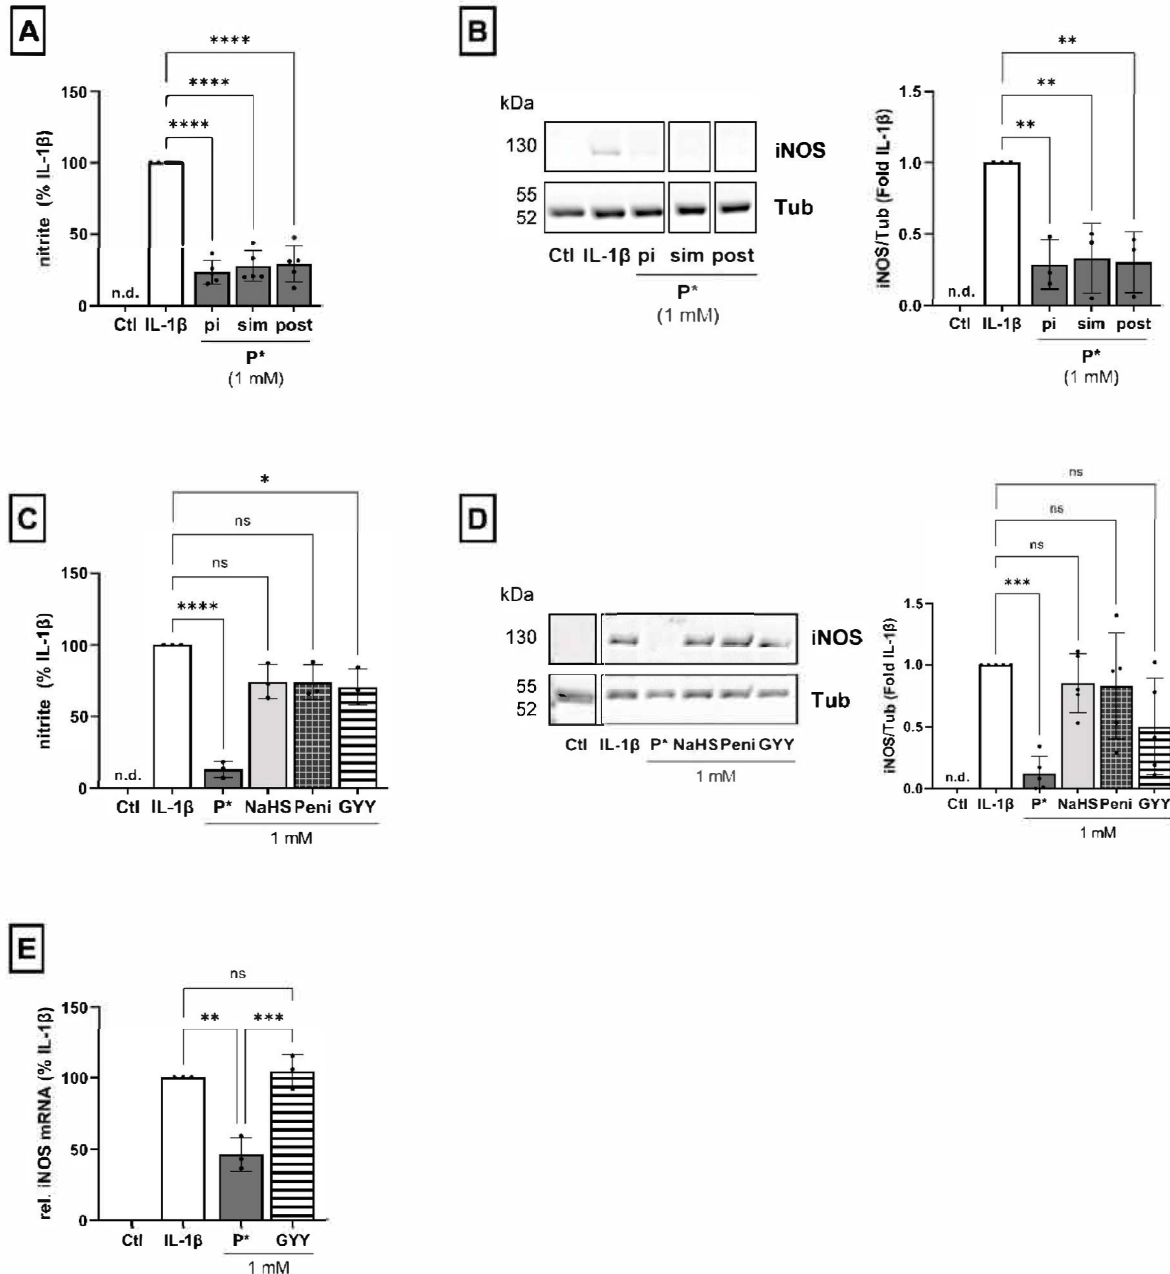 A
****
****
****
nitrite (% IL-1β)
150
100
50
0
n.d.
Ctl IL-1β pi sim post
P*
(1 mM)
B
kDa
130
iNOS
55
52
Tub
Ctl IL-1β pi sim post
P*
(1 mM)
**
**
**
iNOS/Tub (Fold IL-1β)
1.5
1.0
0.5
0.0
n.d.
Ctl IL-1β pi sim post
P*
(1 mM)
C
*
ns
ns
****
nitrite (% IL-1β)
150
100
50
0
n.d.
Ctl IL-1β P* NaHS Peni GYY
1 mM
D
kDa
130
iNOS
55
52
Tub
Ctl IL-1β P* NaHS Peni GYY
1 mM
ns
ns
ns
***
iNOS/Tub (Fold IL-1β)
1.5
1.0
0.5
0.0
n.d.
Ctl IL-1β P* NaHS Peni GYY
1 mM
E
ns
** ***
rel. iNOS mRNA (% IL-1β)
150
100
50
0
Ctl IL-1β P* GYY
1 mM